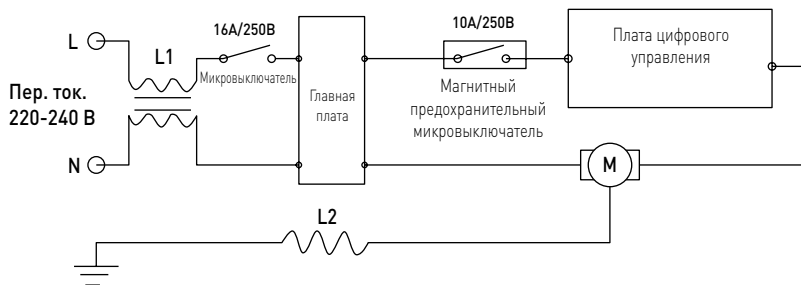 L
L1
16А/250В
Микровыключатель
Пер. ток.
220-240 В
N
Главная
плата
10А/250В
Магнитный
предохранительный
микровыключатель
Плата цифрового
управления
M
L2